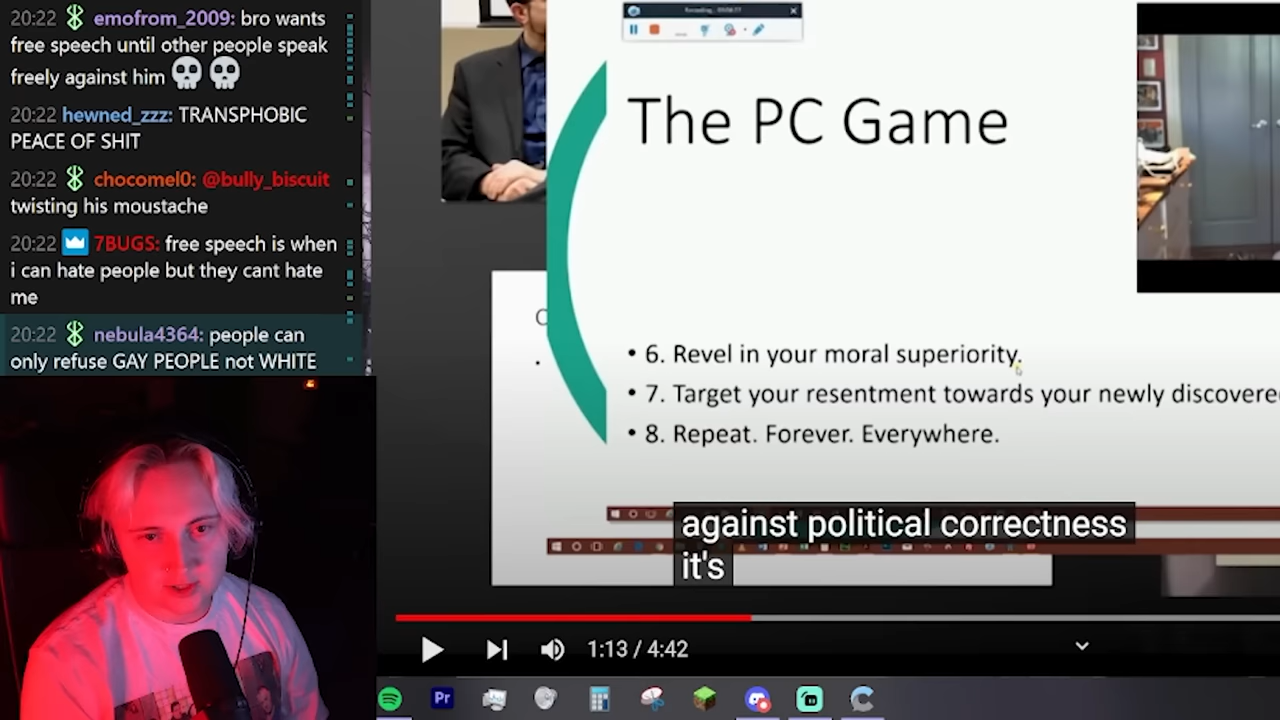 20:22 emofrom_2009: bro wants
free speech until other people speak
freely against him 💀 💀
20:22 hewned_zzz: TRANSPHOBIC
PEACE OF SHIT
20:22 chocomel0: @bully_biscuit
twisting his moustache
20:22 7BUGS: free speech is when
i can hate people but they cant hate
me
20:22 nebula4364: people can
only refuse GAY PEOPLE not WHITE
The PC Game
• 6. Revel in your moral superiority.
• 7. Target your resentment towards your newly discovere
• 8. Repeat. Forever. Everywhere.
against political correctness
it's
1:13 / 4:42
Pr